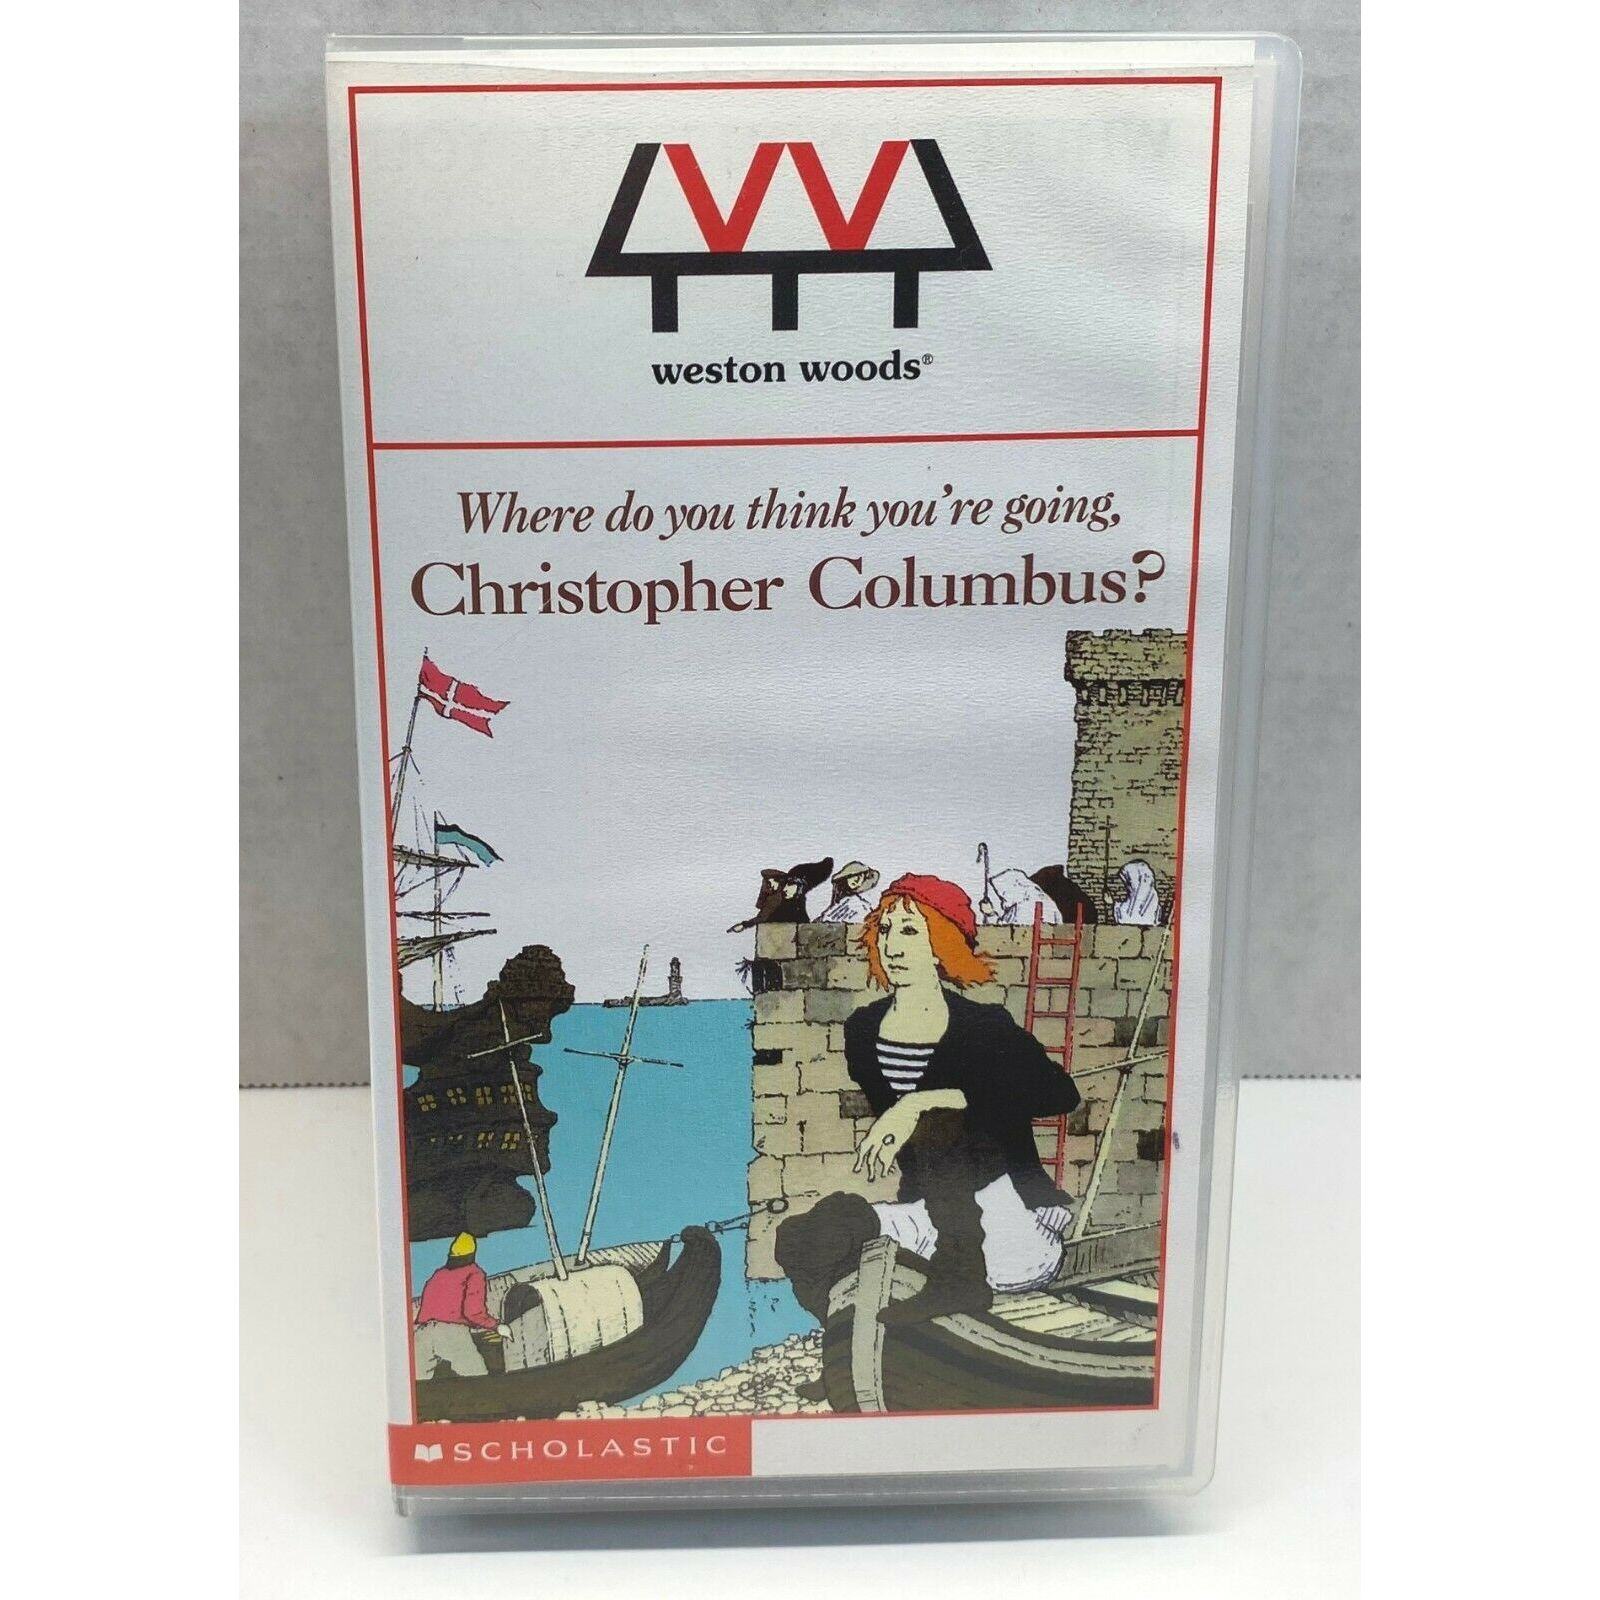 weston woods®
Where do you think you're going,
Christopher Columbus?
SCHOLASTIC